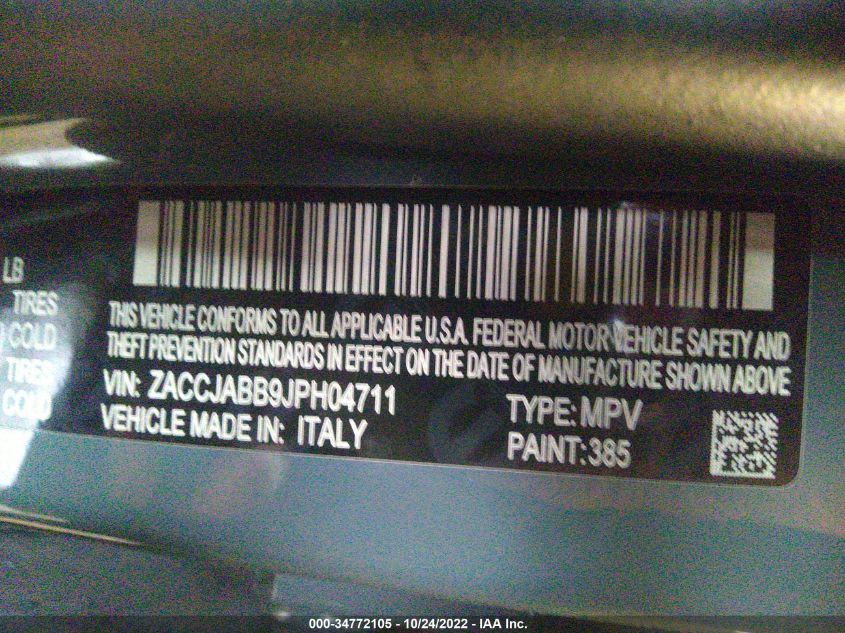 LB
TIRES
COLD
TIRES
COLD
THIS VEHICLE CONFORMS TO ALL APPLICABLE U.S.A. FEDERAL MOTOR VEHICLE SAFETY AND
THEFT PREVENTION STANDARDS IN EFFECT ON THE DATE OF MANUFACTURE SHOWN ABOVE
VIN: ZACCJABB9JPH04711
TYPE: MPV
VEHICLE MADE IN: ITALY
PAINT: 385
000-34772105 - 10/24/2022 - IAA Inc.